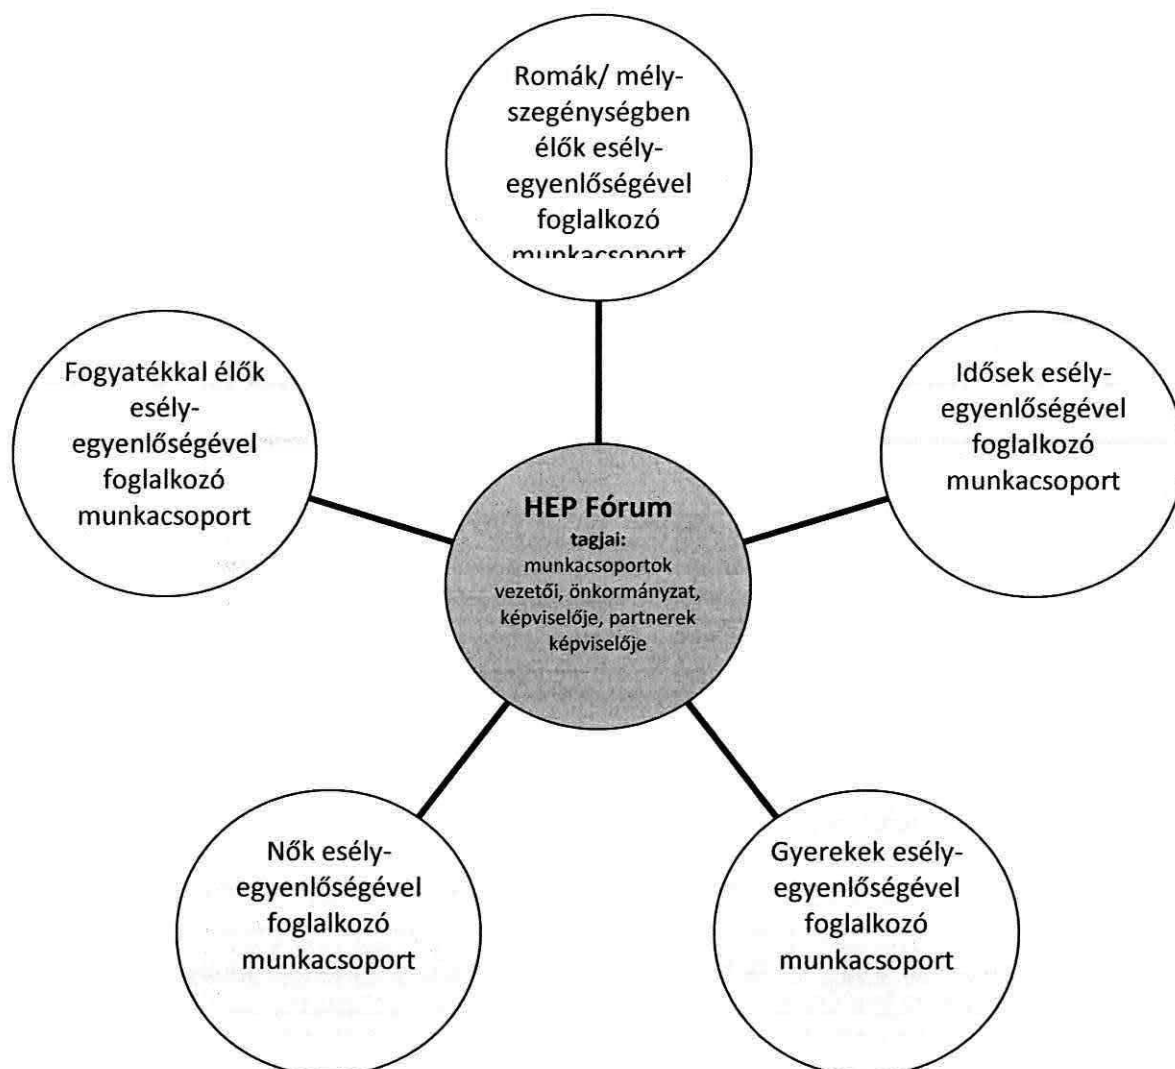 Romák/ mély-
szegénységben
élők esély-
egyenlőségével
foglalkozó
munkacsoport
Fogyatékkal élők
esély-
egyenlőségével
foglalkozó
munkacsoport
Idősek esély-
egyenlőségével
foglalkozó
munkacsoport
HEP Fórum
tagjai:
munkacsoportok
vezetői, önkormányzat,
képviselője, partnerek
képviselője
Nők esély-
egyenlőségével
foglalkozó
munkacsoport
Gyerekek esély-
egyenlőségével
foglalkozó
munkacsoport